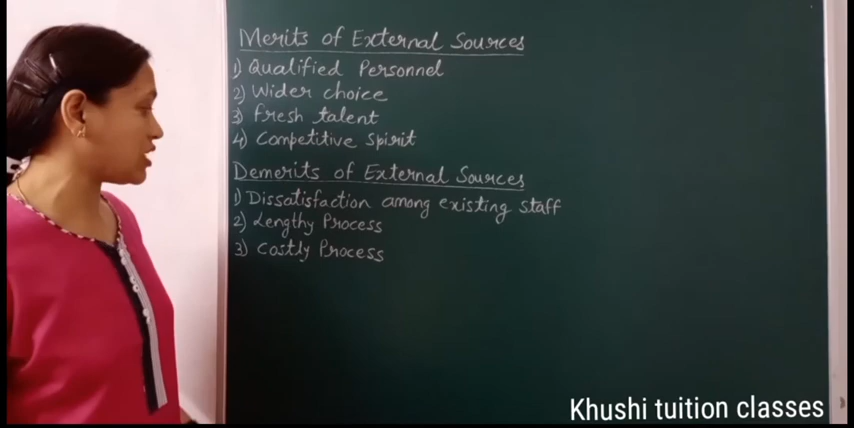 Merits of External Sources
1) Qualified Personnel
2) Wider choice
3) Fresh talent
4) Competitive Spirit
Demerits of External Sources
1) Dissatisfaction among existing staff
2) Lengthy Process
3) Costly Process
Khushi tuition classes